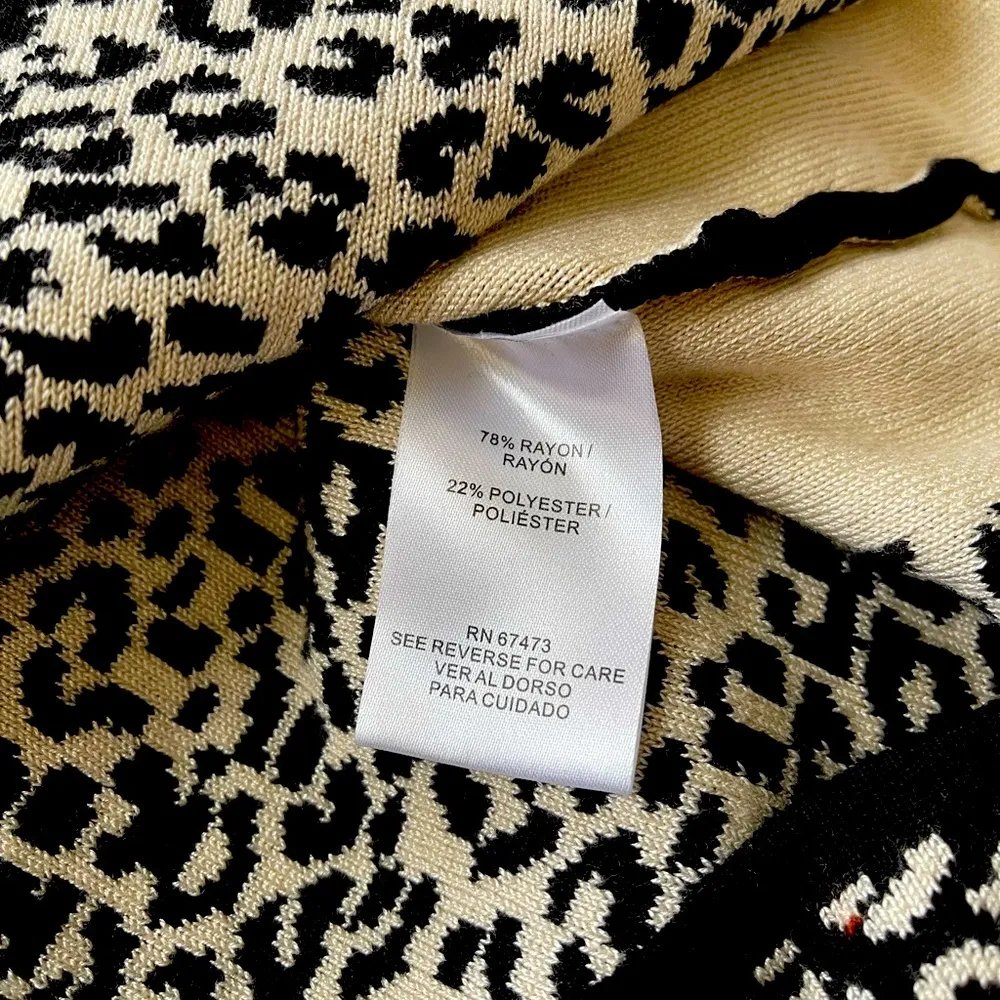 78% RAYON /
RAYÓN
22% POLYESTER /
POLIÉSTER
RN 67473
SEE REVERSE FOR CARE
VER AL DORSO
PARA CUIDADO